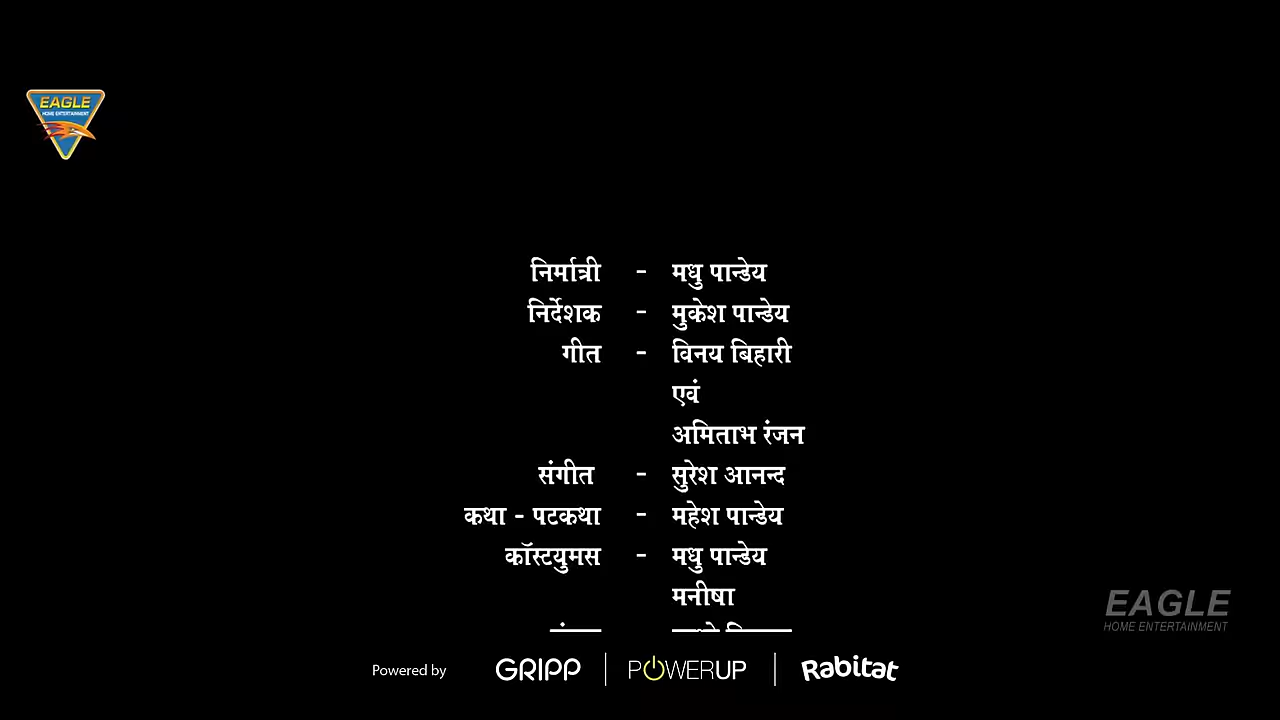 EAGLE
HOME ENTERTAINMENT
निर्मात्री - मधु पान्डेय
निर्देशक - मुकेश पान्डेय
गीत - विनय बिहारी
एवं
अमिताभ रंजन
संगीत - सुरेश आनन्द
कथा - पटकथा - महेश पान्डेय
कॉस्टयुमस - मधु पान्डेय
मनीषा
EAGLE
HOME ENTERTAINMENT
Powered by GRIPP | POWERUP | Rabitat